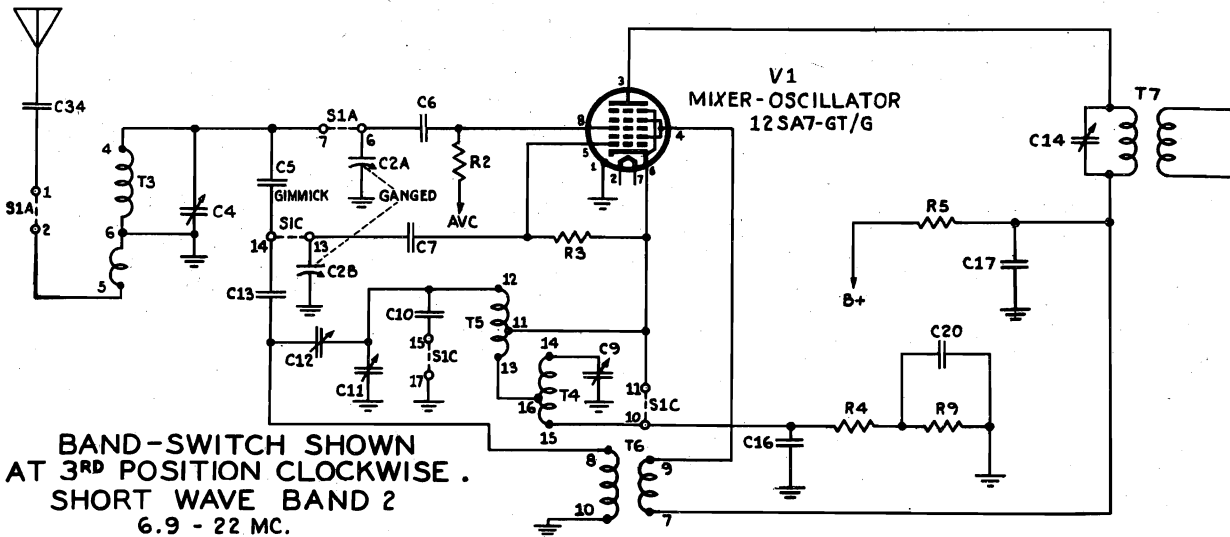 V1
MIXER-OSCILLATOR
12SA7-GT/G
3
8
5
1
2
7
6
4
C34
S1A
1
2
4
T3
6
5
C4
C5
GIMMICK
S1A
7
6
C6
C2A
GANGED
R2
AVC
S1C
14
13
C2B
C7
R3
C13
C12
C11
C10
15
S1C
17
12
T5
11
13
14
T4
16
15
C9
11
S1C
10
T6
8
10
9
7
C14
T7
R5
C17
B+
C20
R4
R9
C16
BAND-SWITCH SHOWN
AT 3RD POSITION CLOCKWISE.
SHORT WAVE BAND 2
6.9 - 22 MC.